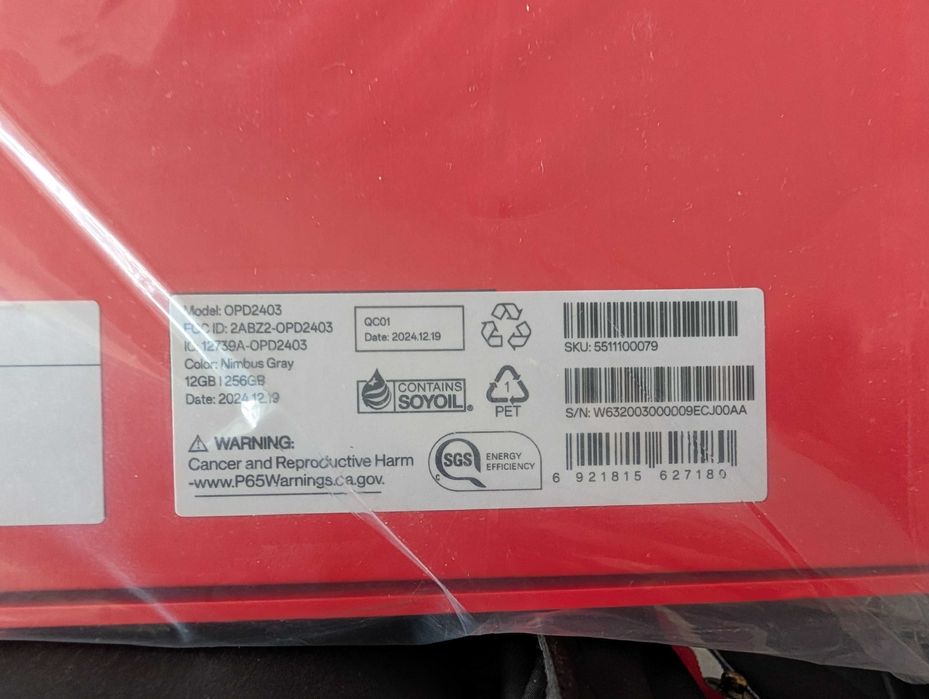 Model: OPD2403
FCC ID: 2ABZ2-OPD2403
IC: 12739A-OPD2403
Color: Nimbus Gray
12GB | 256GB
Date: 2024.12.19
QC01
Date: 2024.12.19
CONTAINS
SOYOIL®
1
PET
WARNING:
Cancer and Reproductive Harm
-www.P65Warnings.ca.gov.
SGS
c
ENERGY
EFFICIENCY
SKU: 5511100079
S/N: W632003000009ECJ00AA
6 921815 627180